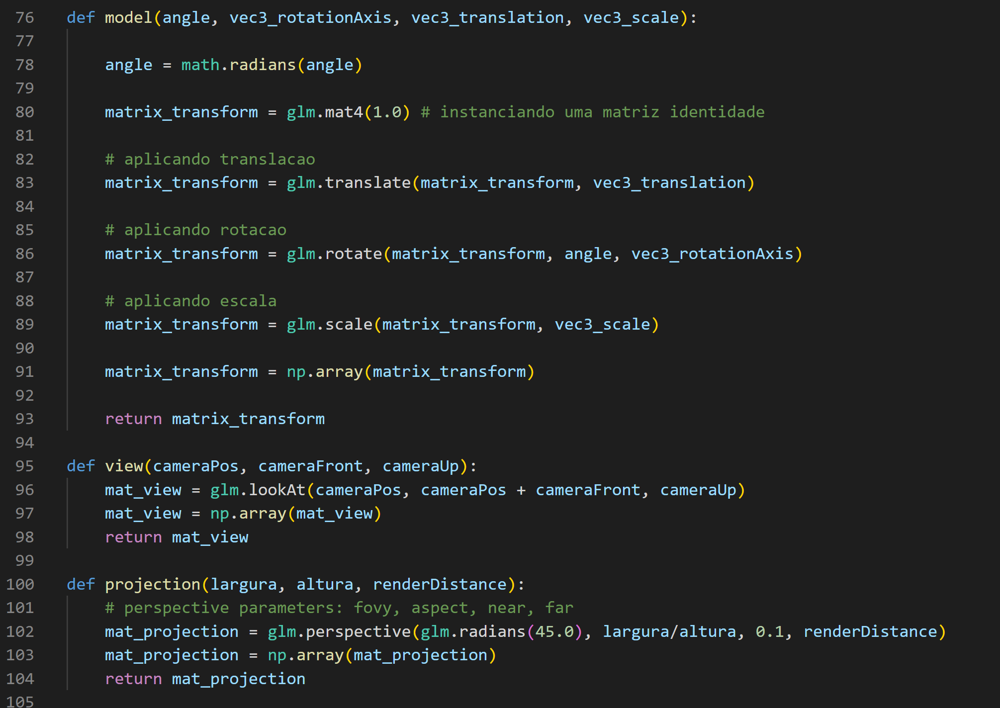 76 def model(angle, vec3_rotationAxis, vec3_translation, vec3_scale):
77
78     angle = math.radians(angle)
79
80     matrix_transform = glm.mat4(1.0) # instanciando uma matriz identidade
81
82     # aplicando translacao
83     matrix_transform = glm.translate(matrix_transform, vec3_translation)
84
85     # aplicando rotacao
86     matrix_transform = glm.rotate(matrix_transform, angle, vec3_rotationAxis)
87
88     # aplicando escala
89     matrix_transform = glm.scale(matrix_transform, vec3_scale)
90
91     matrix_transform = np.array(matrix_transform)
92
93     return matrix_transform
94
95 def view(cameraPos, cameraFront, cameraUp):
96     mat_view = glm.lookAt(cameraPos, cameraPos + cameraFront, cameraUp)
97     mat_view = np.array(mat_view)
98     return mat_view
99
100 def projection(largura, altura, renderDistance):
101     # perspective parameters: fovy, aspect, near, far
102     mat_projection = glm.perspective(glm.radians(45.0), largura/altura, 0.1, renderDistance)
103     mat_projection = np.array(mat_projection)
104     return mat_projection
105